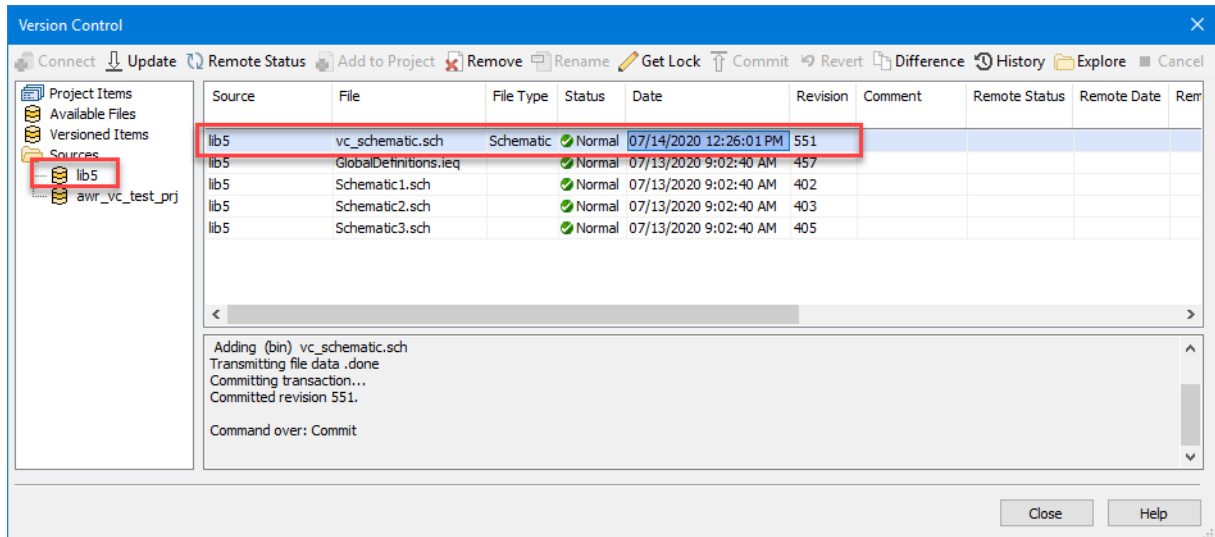 Version Control
Connect Update Remote Status Add to Project Remove Rename Get Lock Commit Revert Difference History Explore Cancel
Project Items
Available Files
Versioned Items
Sources
lib5
awr_vc_test_prj
Source File File Type Status Date Revision Comment Remote Status Remote Date Rem
lib5 vc_schematic.sch Schematic Normal 07/14/2020 12:26:01 PM 551
lib5 GlobalDefinitions.ieq Normal 07/13/2020 9:02:40 AM 457
lib5 Schematic1.sch Normal 07/13/2020 9:02:40 AM 402
lib5 Schematic2.sch Normal 07/13/2020 9:02:40 AM 403
lib5 Schematic3.sch Normal 07/13/2020 9:02:40 AM 405
Adding (bin) vc_schematic.sch
Transmitting file data .done
Committing transaction...
Committed revision 551.
Command over: Commit
Close Help